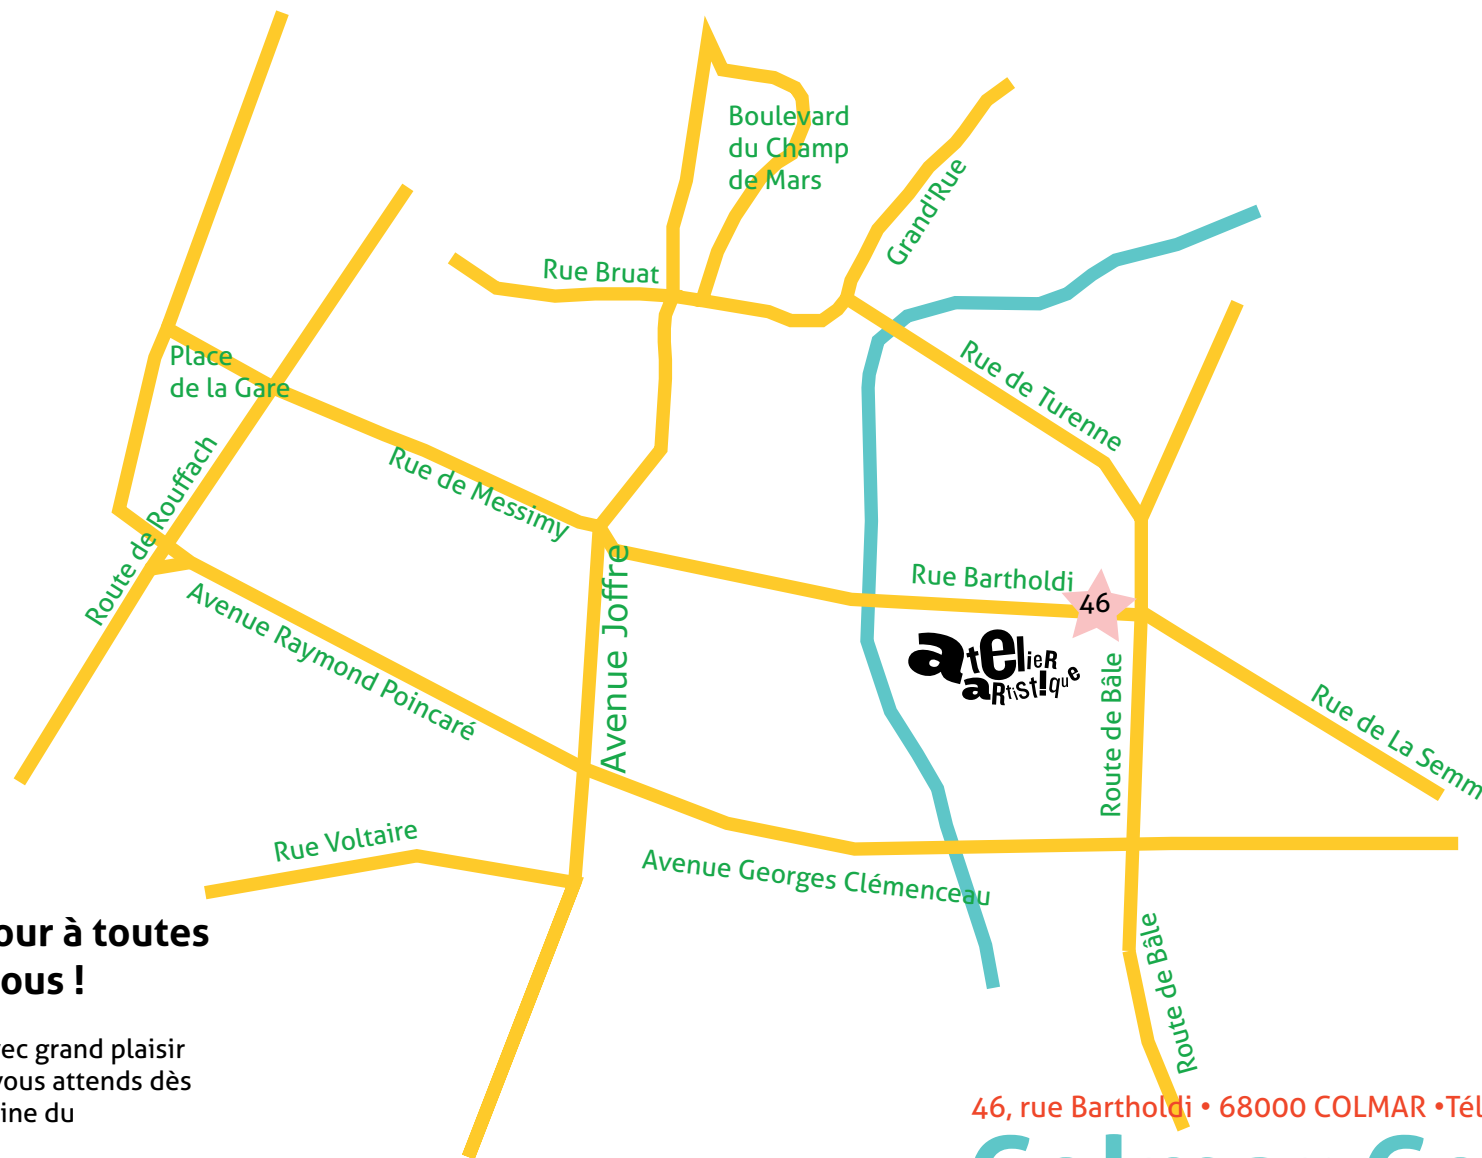 Boulevard
du Champ
de Mars
Grand'Rue
Rue Bruat
Place
de la Gare
Rue de Turenne
Route de Rouffach
Rue de Messimy
Avenue Joffre
Rue Bartholdi
46
Avenue Raymond Poincaré
atelier
artistique
Route de Bâle
Rue de La Semm
Rue Voltaire
Avenue Georges Clémenceau
Route de Bâle
our à toutes
ous !
ec grand plaisir
vous attends dès
ine du
46, rue Bartholdi • 68000 COLMAR •Tél